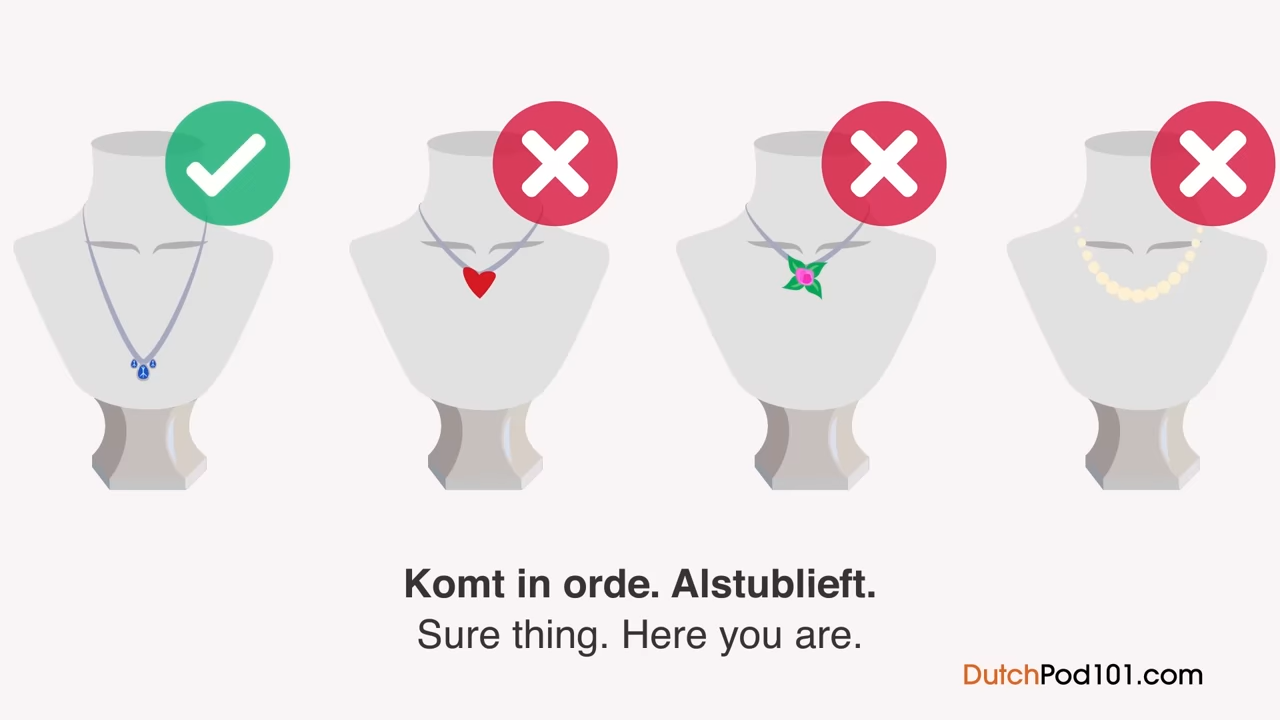 Komt in orde. Alstublieft.
Sure thing. Here you are.
DutchPod101.com